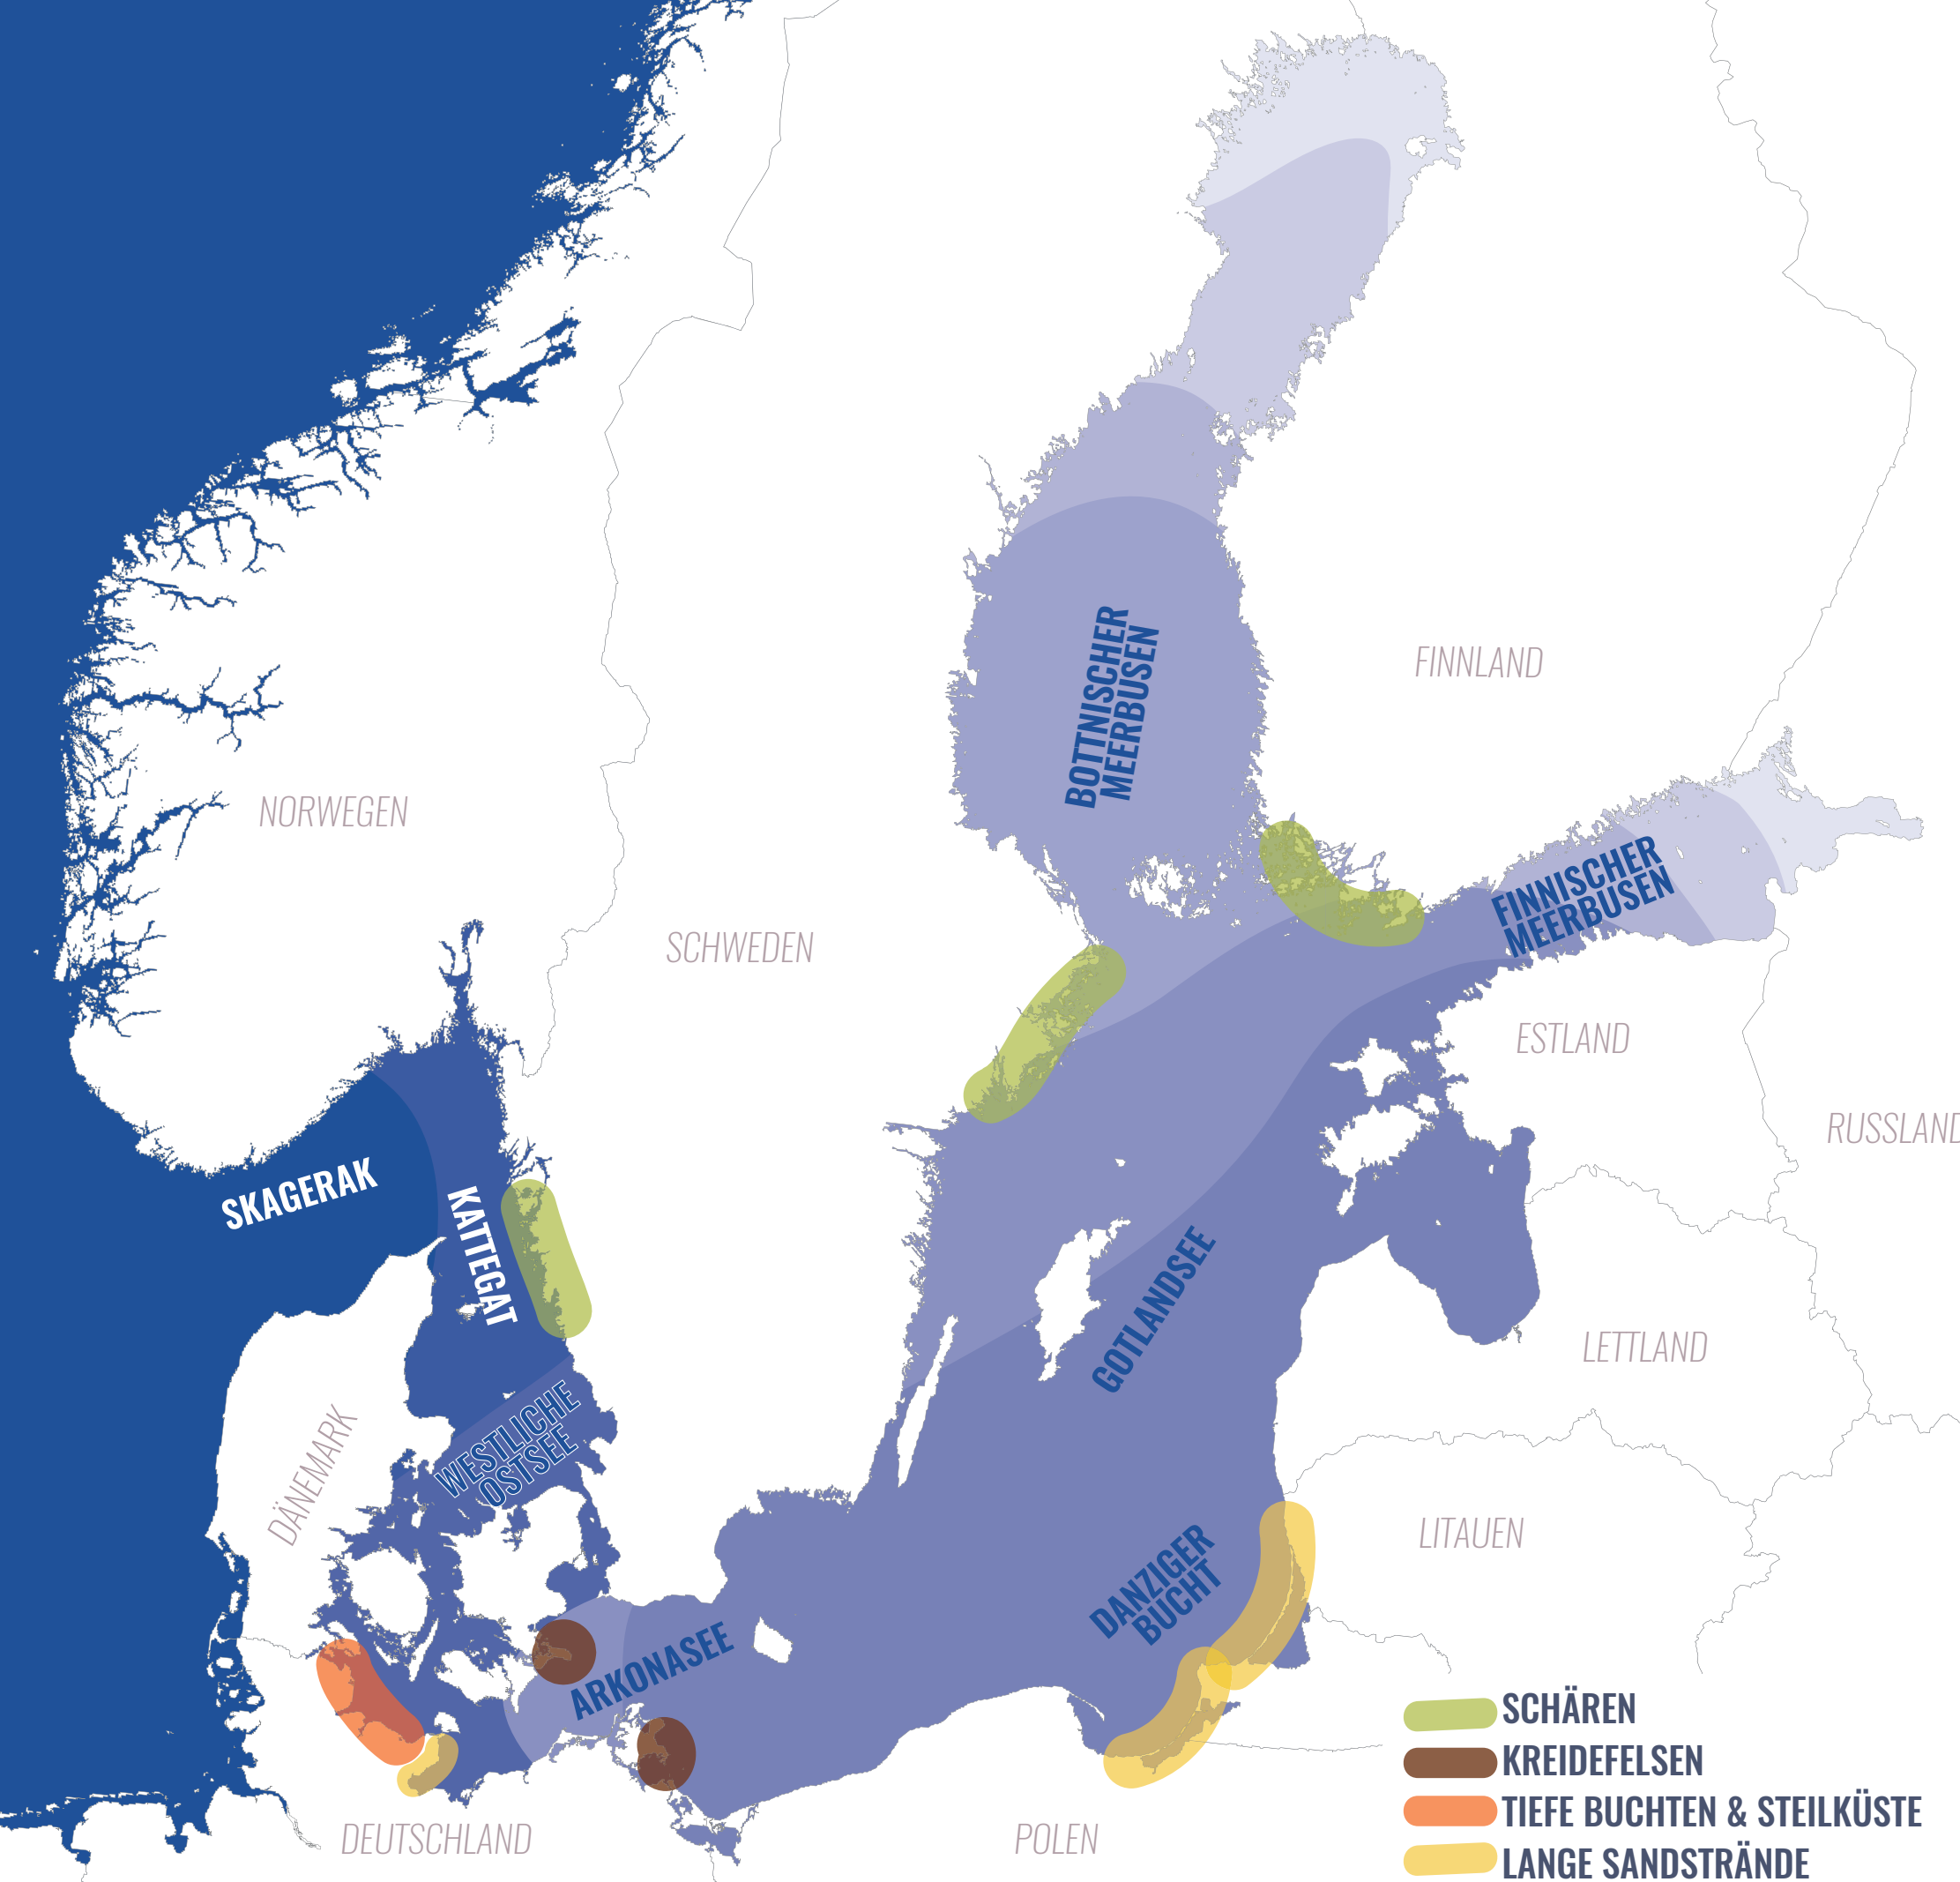 BOTTNISCHER
MEERBUSEN
FINNLAND
NORWEGEN
FINNISCHER
MEERBUSEN
SCHWEDEN
ESTLAND
RUSSLAND
SKAGERAK
KATTEGAT
GOTLANDSEE
LETTLAND
DÄNEMARK
WESTLICHE
OSTSEE
LITAUEN
DANZIGER
BUCHT
ARKONASEE
DEUTSCHLAND
POLEN
SCHÄREN
KREIDEFELSEN
TIEFE BUCHTEN & STEILKÜSTE
LANGE SANDSTRÄNDE